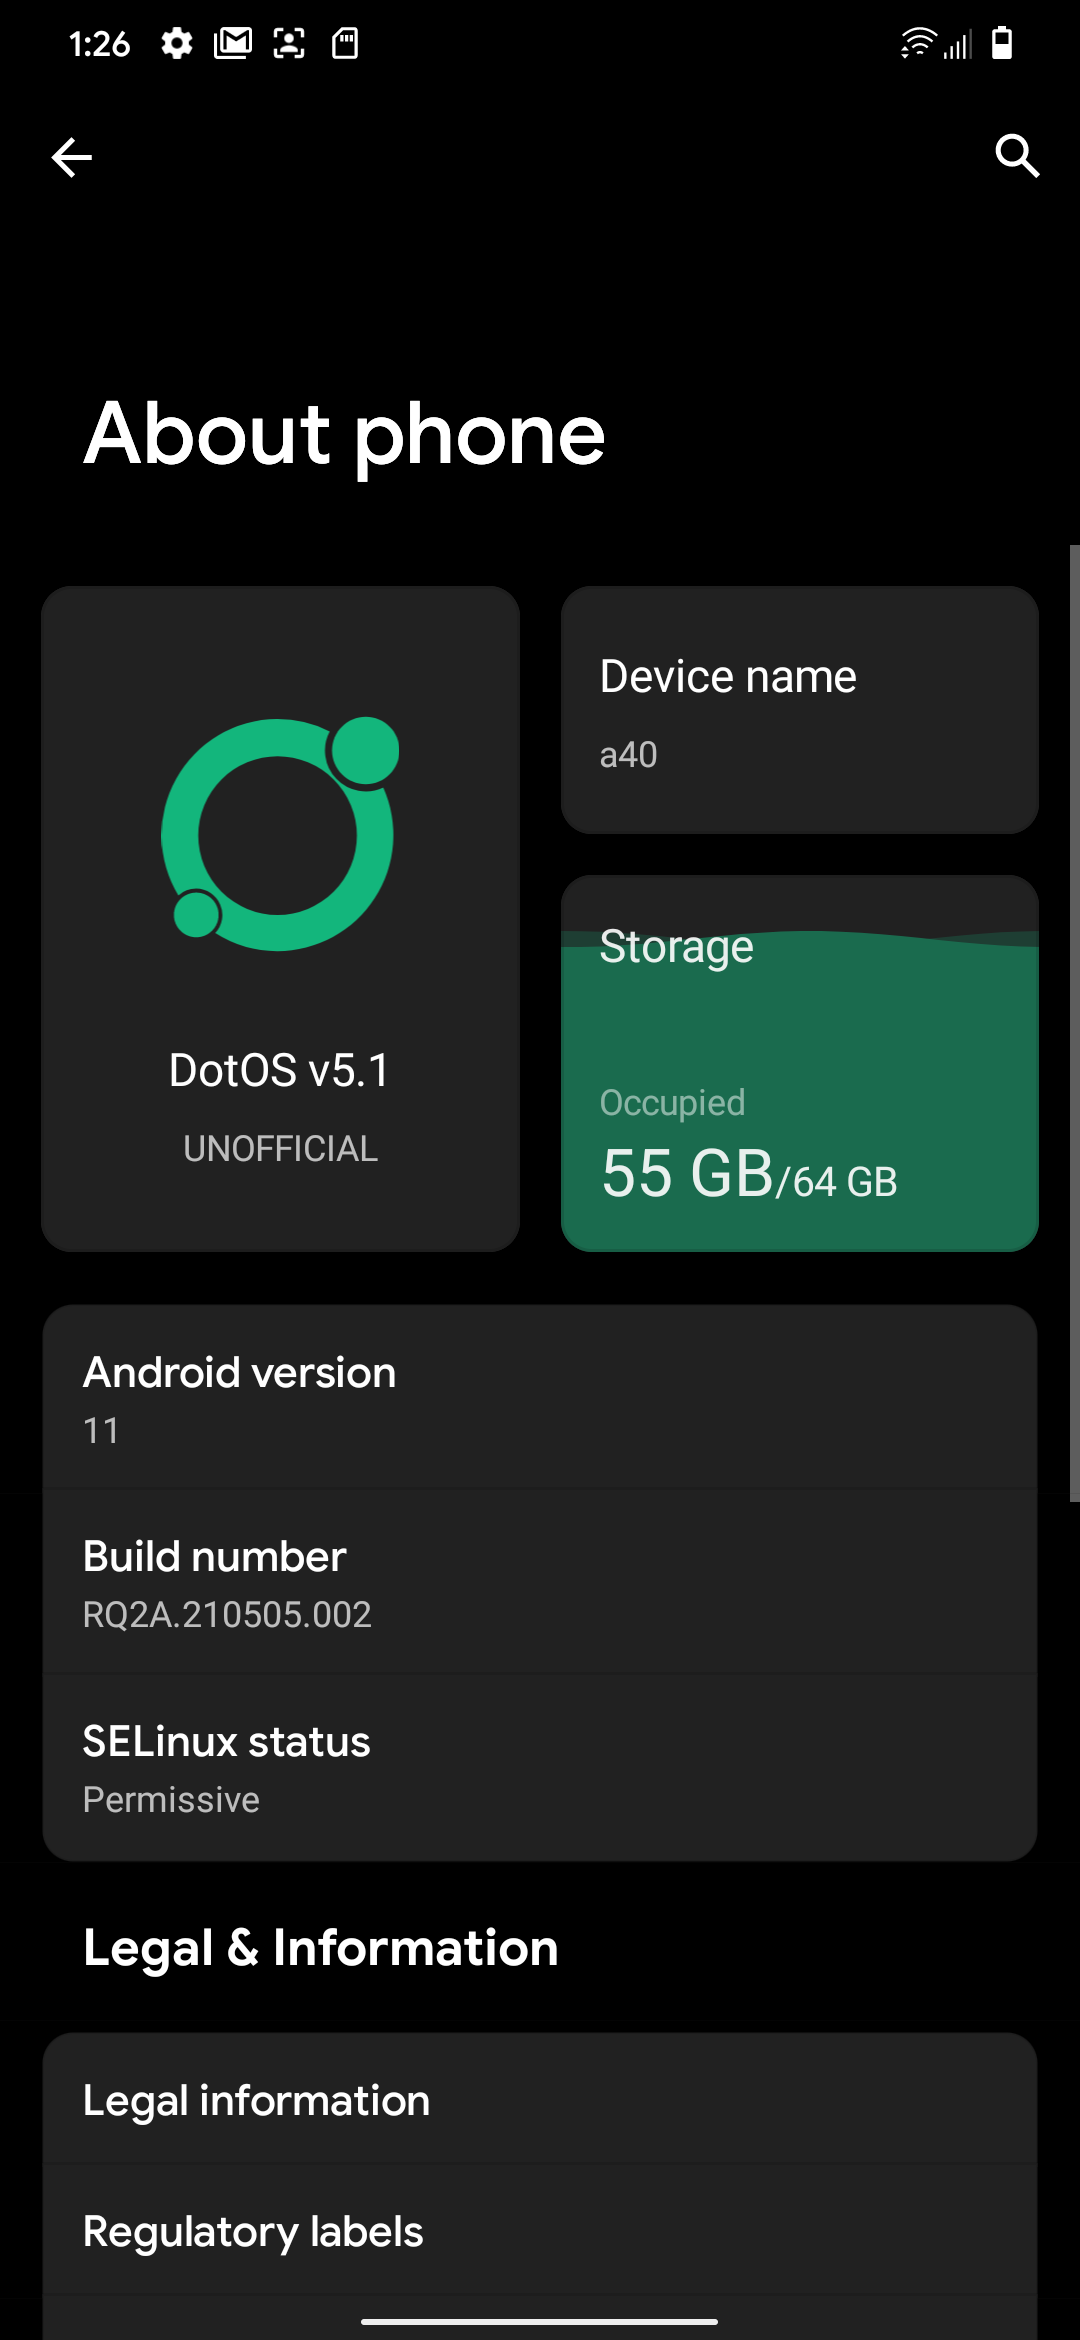 1:26
About phone
Device name
a40
DotOS v5.1
UNOFFICIAL
Storage
Occupied
55 GB/64 GB
Android version
11
Build number
RQ2A.210505.002
SELinux status
Permissive
Legal & Information
Legal information
Regulatory labels